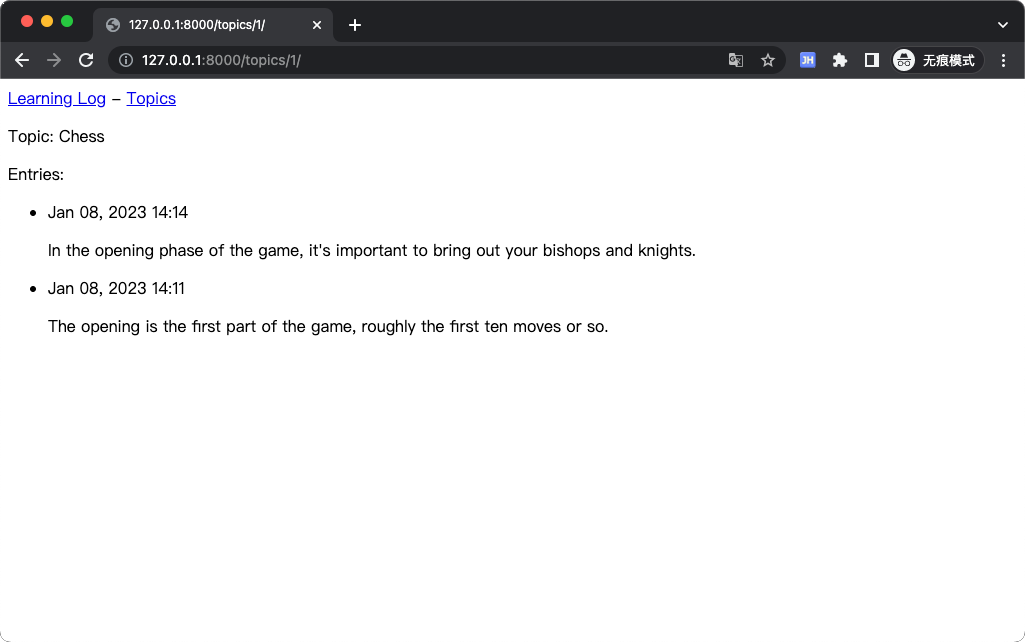 127.0.0.1:8000/topics/1/
127.0.0.1:8000/topics/1/
JH
无痕模式
Learning Log - Topics
Topic: Chess
Entries:
Jan 08, 2023 14:14
In the opening phase of the game, it's important to bring out your bishops and knights.
Jan 08, 2023 14:11
The opening is the first part of the game, roughly the first ten moves or so.